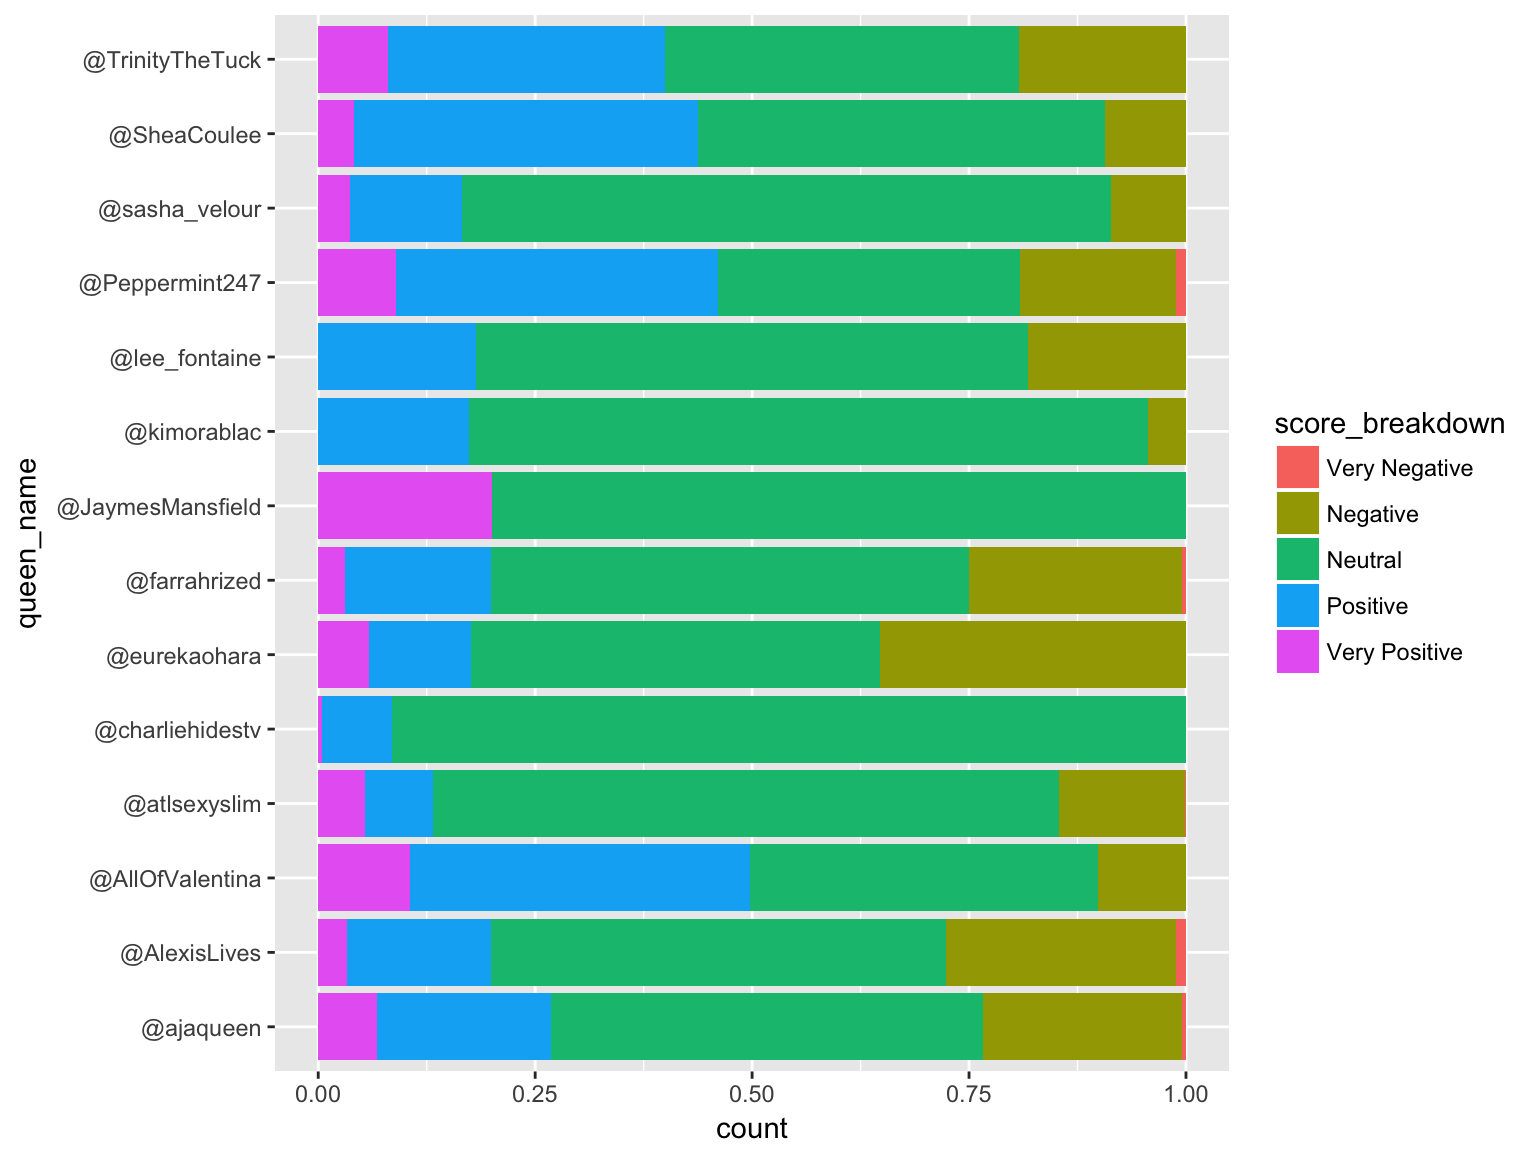 @TrinityTheTuck
@SheaCoulee
@sasha_velour
@Peppermint247
@lee_fontaine
@kimorablac
@JaymesMansfield
@farrahrized
@eurekaohara
@charliehidestv
@atlsexyslim
@AllOfValentina
@AlexisLives
@ajaqueen
queen_name
0.00 0.25 0.50 0.75 1.00
count
score_breakdown
Very Negative
Negative
Neutral
Positive
Very Positive